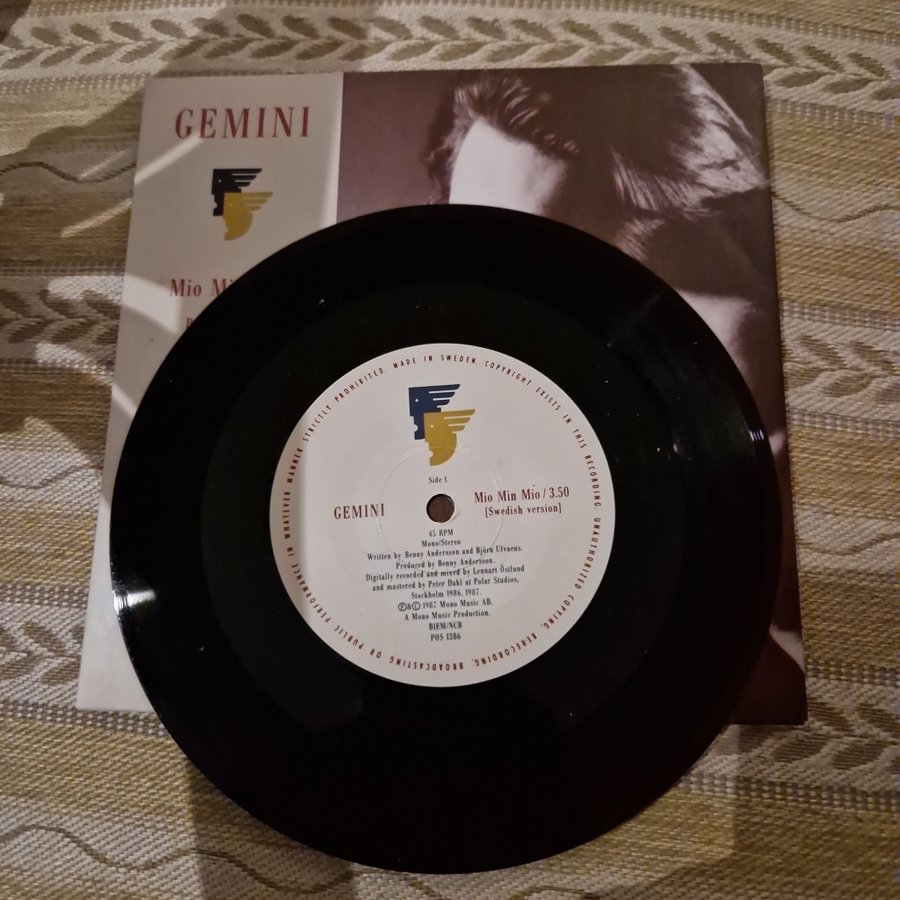 GEMINI
Mio
MADE IN SWEDEN. COPYRIGHT EXISTS IN THIS RECORDING. UNAUTHORIZED COPYING, RERECORDING, BROADCASTING OR PUBLIC PERFORMANCE IN WHATEVER MANNER STRICTLY PROHIBITED.
Side 1.
GEMINI
Mio Min Mio / 3.50
[Swedish version]
45 RPM
Mono/Stereo
Written by Benny Andersson and Björn Ulvaeus.
Produced by Benny Andersson.
Digitally recorded and mixed by Lennart Östlund
and mastered by Peter Dahl at Polar Studios,
Stockholm 1986, 1987.
℗&© 1987 Mono Music AB.
A Mono Music Production.
BIEM/NCB
POS 1386